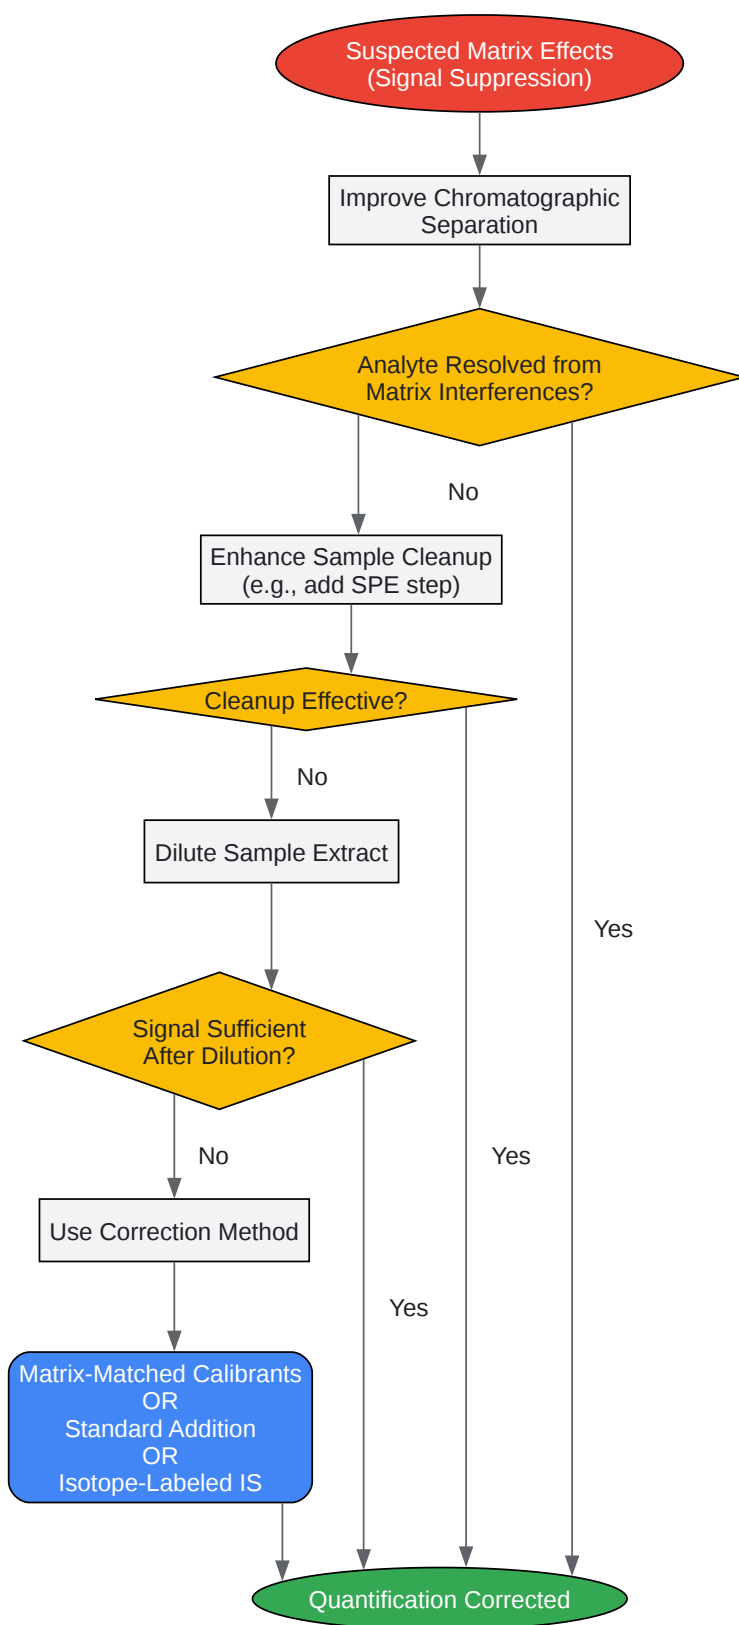 Suspected Matrix Effects
(Signal Suppression)
Improve Chromatographic
Separation
Analyte Resolved from
Matrix Interferences?
No
Enhance Sample Cleanup
(e.g., add SPE step)
Cleanup Effective?
No
Dilute Sample Extract
Yes
Signal Sufficient
After Dilution?
No
Yes
Use Correction Method
Yes
Matrix-Matched Calibrants
OR
Standard Addition
OR
Isotope-Labeled IS
Quantification Corrected